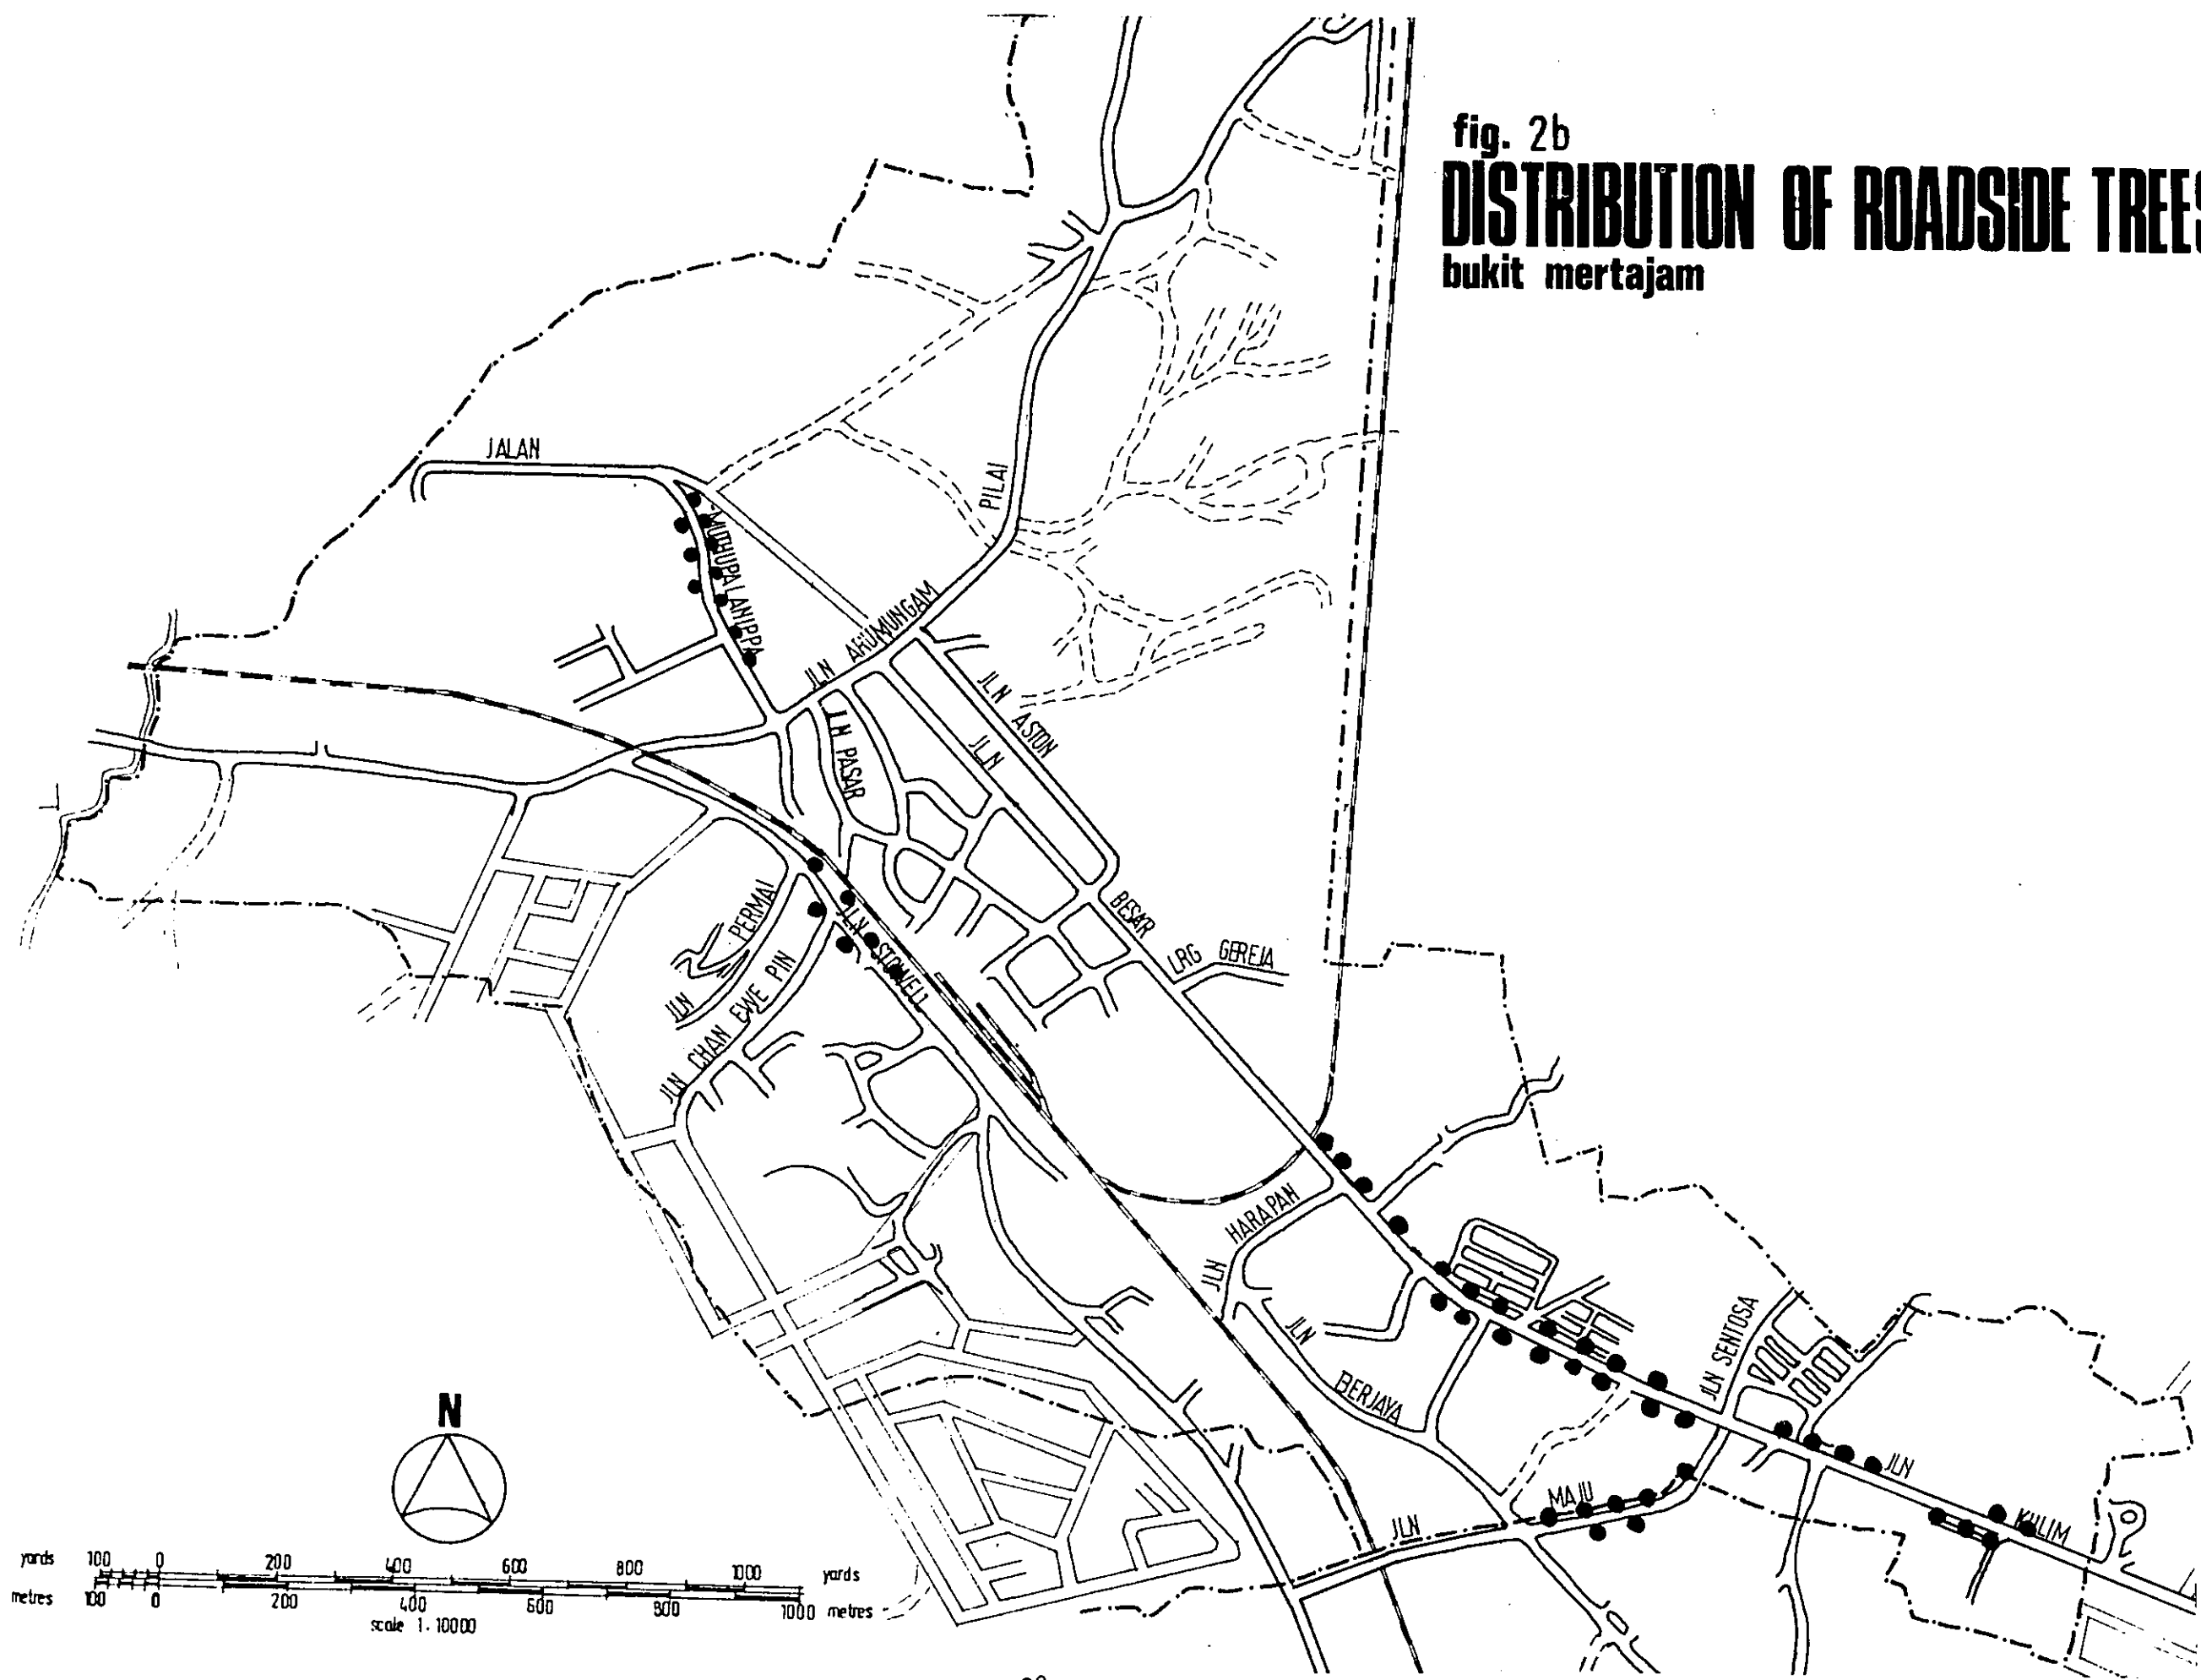 fig. 2b
DISTRIBUTION OF ROADSIDE TREES
bukit mertajam
JALAN
MUTHUPALANIPPA
PILAI
JLN ARUMUNGAM
JLN ASTON
JLN
PASAR
BESAR
LRG GEREJA
JLN PERMAI
JLN STOWELL
JLN CHAN EWE PIN
JLN HARAPAN
JLN BERJAYA
JLN SENTOSA
JLN MAJU
JLN KULIM
N
yards 100 0 200 400 600 800 1000 yards
metres 100 0 200 400 600 800 1000 metres
scale 1:10000